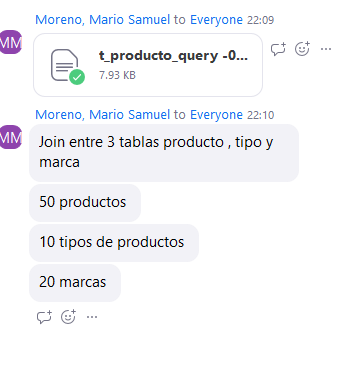 Moreno, Mario Samuel to Everyone 22:09
MM
t_producto_query -0...
7.93 KB
Moreno, Mario Samuel to Everyone 22:10
MM
Join entre 3 tablas producto , tipo y
marca
50 productos
10 tipos de productos
20 marcas